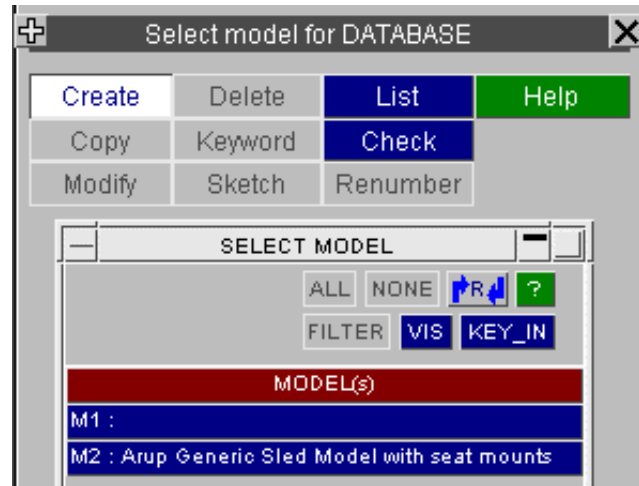 Select model for DATABASE
Create Delete List Help
Copy Keyword Check
Modify Sketch Renumber
SELECT MODEL
ALL NONE R ?
FILTER VIS KEY_IN
MODEL(s)
M1 :
M2 : Arup Generic Sled Model with seat mounts